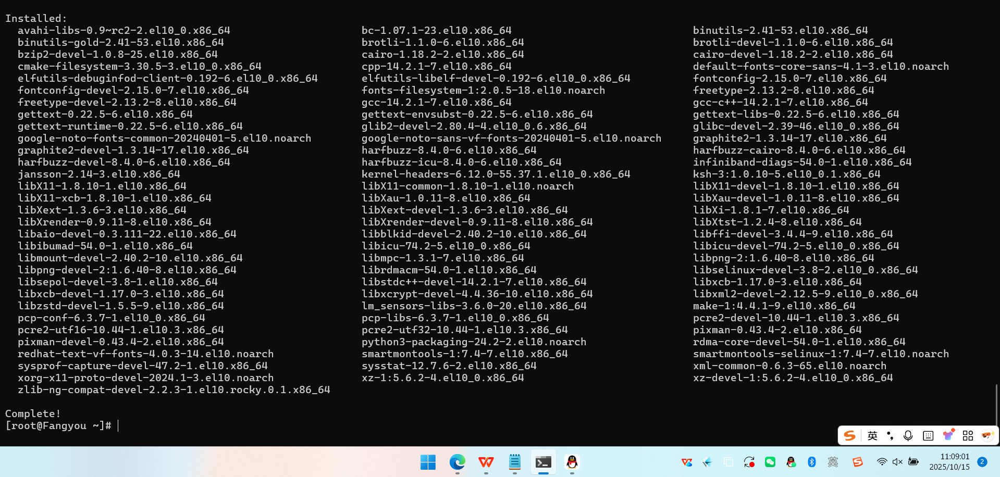 Installed:
avahi-libs-0.9~rc2-2.el10_0.x86_64 bc-1.07.1-23.el10.x86_64 binutils-2.41-53.el10.x86_64
binutils-gold-2.41-53.el10.x86_64 brotli-1.1.0-6.el10.x86_64 brotli-devel-1.1.0-6.el10.x86_64
bzip2-devel-1.0.8-25.el10.x86_64 cairo-1.18.2-2.el10.x86_64 cairo-devel-1.18.2-2.el10.x86_64
cmake-filesystem-3.30.5-3.el10_0.x86_64 cpp-14.2.1-7.el10.x86_64 default-fonts-core-sans-4.1-3.el10.noarch
elfutils-debuginfod-client-0.192-6.el10_0.x86_64 elfutils-libelf-devel-0.192-6.el10_0.x86_64 fontconfig-2.15.0-7.el10.x86_64
fontconfig-devel-2.15.0-7.el10.x86_64 fonts-filesystem-1:2.0.5-18.el10.noarch freetype-2.13.2-8.el10.x86_64
freetype-devel-2.13.2-8.el10.x86_64 gcc-14.2.1-7.el10.x86_64 gcc-c++-14.2.1-7.el10.x86_64
gettext-0.22.5-6.el10.x86_64 gettext-envsubst-0.22.5-6.el10.x86_64 gettext-libs-0.22.5-6.el10.x86_64
gettext-runtime-0.22.5-6.el10.x86_64 glib2-devel-2.80.4-4.el10_0.6.x86_64 glibc-devel-2.39-46.el10_0.x86_64
google-noto-fonts-common-20240401-5.el10.noarch google-noto-sans-vf-fonts-20240401-5.el10.noarch graphite2-1.3.14-17.el10.x86_64
graphite2-devel-1.3.14-17.el10.x86_64 harfbuzz-8.4.0-6.el10.x86_64 harfbuzz-cairo-8.4.0-6.el10.x86_64
harfbuzz-devel-8.4.0-6.el10.x86_64 harfbuzz-icu-8.4.0-6.el10.x86_64 infiniband-diags-54.0-1.el10.x86_64
jansson-2.14-3.el10.x86_64 kernel-headers-6.12.0-55.37.1.el10_0.x86_64 ksh-3:1.0.10-5.el10_0.1.x86_64
libX11-1.8.10-1.el10.x86_64 libX11-common-1.8.10-1.el10.noarch libX11-devel-1.8.10-1.el10.x86_64
libX11-xcb-1.8.10-1.el10.x86_64 libXau-1.0.11-8.el10.x86_64 libXau-devel-1.0.11-8.el10.x86_64
libXext-1.3.6-3.el10.x86_64 libXext-devel-1.3.6-3.el10.x86_64 libXi-1.8.1-7.el10.x86_64
libXrender-0.9.11-8.el10.x86_64 libXrender-devel-0.9.11-8.el10.x86_64 libXtst-1.2.4-8.el10.x86_64
libaio-devel-0.3.111-22.el10.x86_64 libblkid-devel-2.40.2-10.el10.x86_64 libffi-devel-3.4.4-9.el10.x86_64
libibumad-54.0-1.el10.x86_64 libicu-74.2-5.el10_0.x86_64 libicu-devel-74.2-5.el10_0.x86_64
libmount-devel-2.40.2-10.el10.x86_64 libmpc-1.3.1-7.el10.x86_64 libpng-2:1.6.40-8.el10.x86_64
libpng-devel-2:1.6.40-8.el10.x86_64 librdmacm-54.0-1.el10.x86_64 libselinux-devel-3.8-2.el10_0.x86_64
libsepol-devel-3.8-1.el10.x86_64 libstdc++-devel-14.2.1-7.el10.x86_64 libxcb-1.17.0-3.el10.x86_64
libxcb-devel-1.17.0-3.el10.x86_64 libxcrypt-devel-4.4.36-10.el10.x86_64 libxml2-devel-2.12.5-9.el10_0.x86_64
libzstd-devel-1.5.5-9.el10.x86_64 lm_sensors-libs-3.6.0-20.el10.x86_64 make-1:4.4.1-9.el10.x86_64
pcp-conf-6.3.7-1.el10_0.x86_64 pcp-libs-6.3.7-1.el10_0.x86_64 pcre2-devel-10.44-1.el10.3.x86_64
pcre2-utf16-10.44-1.el10.3.x86_64 pcre2-utf32-10.44-1.el10.3.x86_64 pixman-0.43.4-2.el10.x86_64
pixman-devel-0.43.4-2.el10.x86_64 python3-packaging-24.2-2.el10.noarch rdma-core-devel-54.0-1.el10.x86_64
redhat-text-vf-fonts-4.0.3-14.el10.noarch smartmontools-1:7.4-7.el10.x86_64 smartmontools-selinux-1:7.4-7.el10.noarch
sysprof-capture-devel-47.2-1.el10.x86_64 sysstat-12.7.6-2.el10.x86_64 xml-common-0.6.3-65.el10.noarch
xorg-x11-proto-devel-2024.1-3.el10.noarch xz-1:5.6.2-4.el10_0.x86_64 xz-devel-1:5.6.2-4.el10_0.x86_64
zlib-ng-compat-devel-2.2.3-1.el10.rocky.0.1.x86_64
Complete!
[root@Fangyou ~]#
英
英
11:09:01
2025/10/15
2